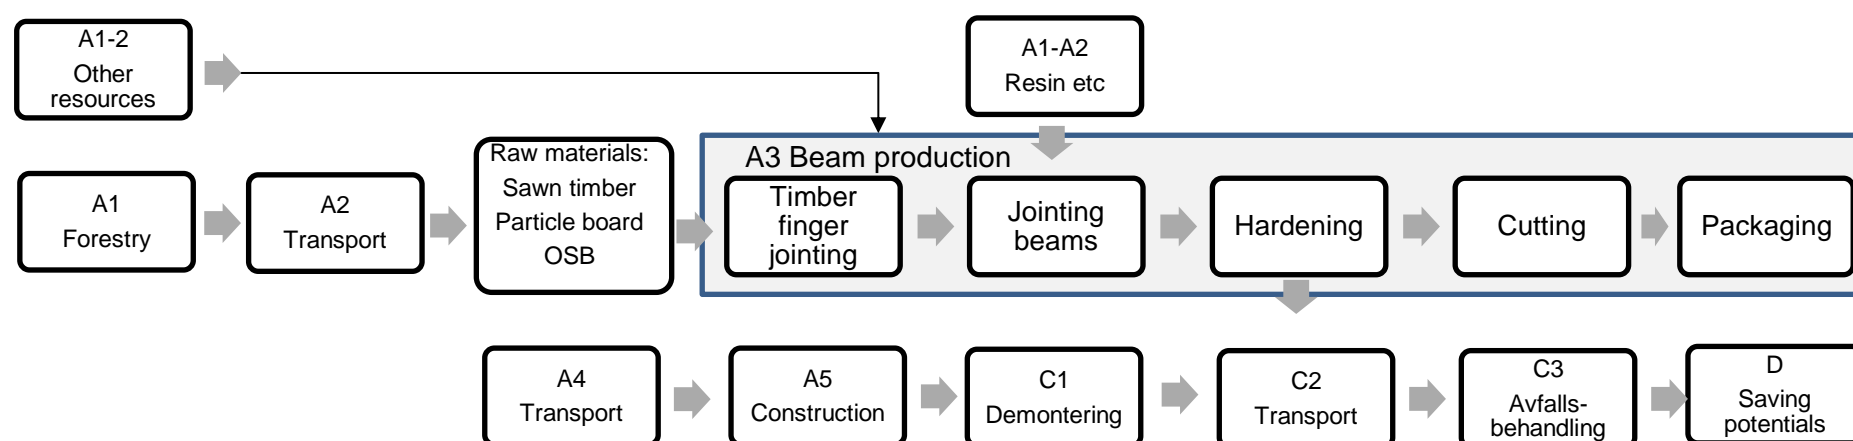 A1-2
Other
resources
A1-A2
Resin etc
A1
Forestry
A2
Transport
Raw materials:
Sawn timber
Particle board
OSB
A3 Beam production
Timber
finger
jointing
Jointing
beams
Hardening
Cutting
Packaging
A4
Transport
A5
Construction
C1
Demontering
C2
Transport
C3
Avfalls-
behandling
D
Saving
potentials